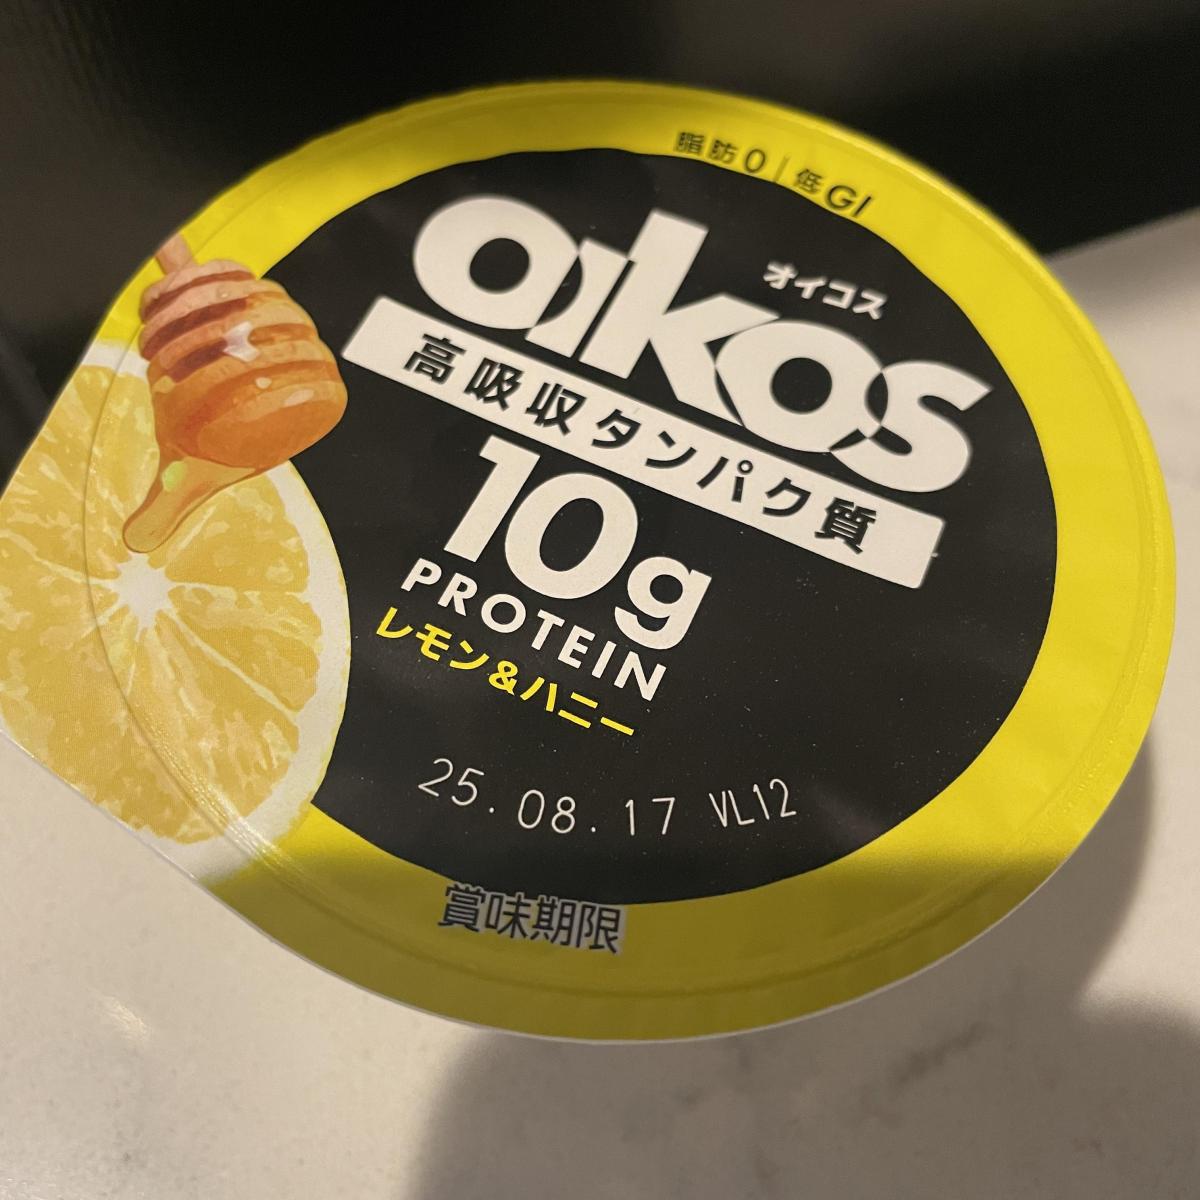 脂肪0|低GI
オイコス
oikos
高吸収タンパク質
10g
PROTEIN
レモン&ハニー
25.08.17 VL12
賞味期限